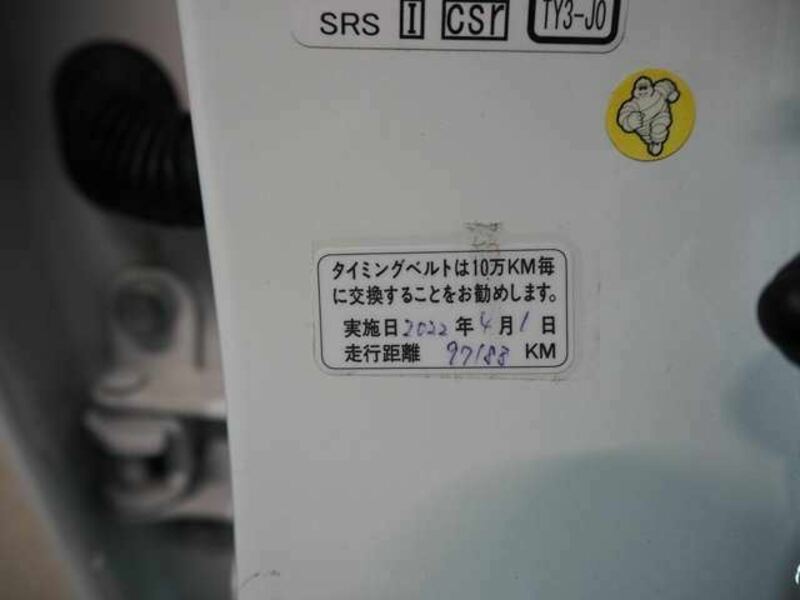 SRS I csr TY3-J0
タイミングベルトは10万KM毎
に交換することをお勧めします。
実施日2022年4月1日
走行距離 97188 KM